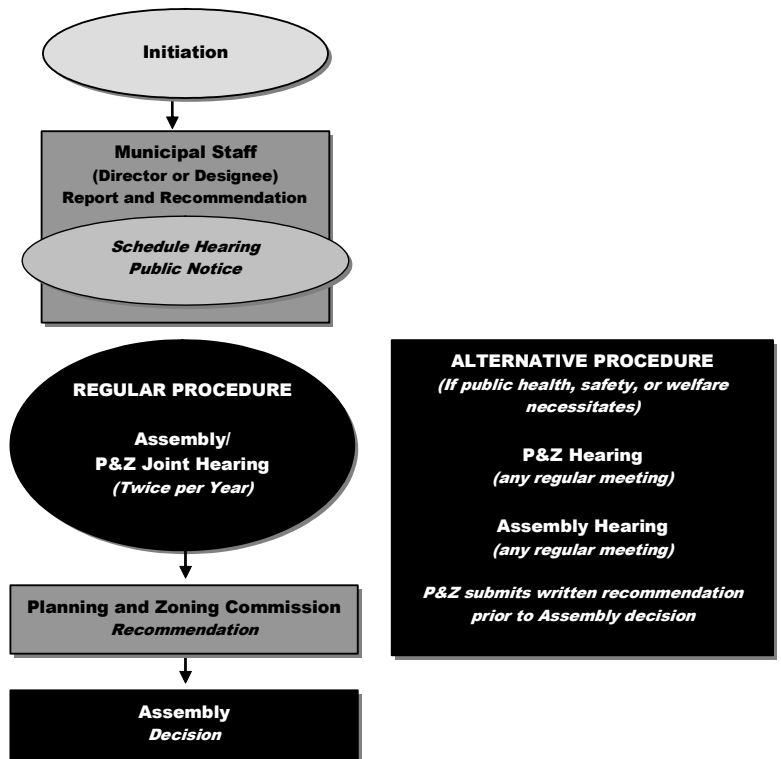 Initiation
Municipal Staff
(Director or Designee)
Report and Recommendation
Schedule Hearing
Public Notice
REGULAR PROCEDURE
Assembly/
P&Z Joint Hearing
(Twice per Year)
Planning and Zoning Commission
Recommendation
Assembly
Decision
ALTERNATIVE PROCEDURE
(If public health, safety, or welfare
necessitates)
P&Z Hearing
(any regular meeting)
Assembly Hearing
(any regular meeting)
P&Z submits written recommendation
prior to Assembly decision